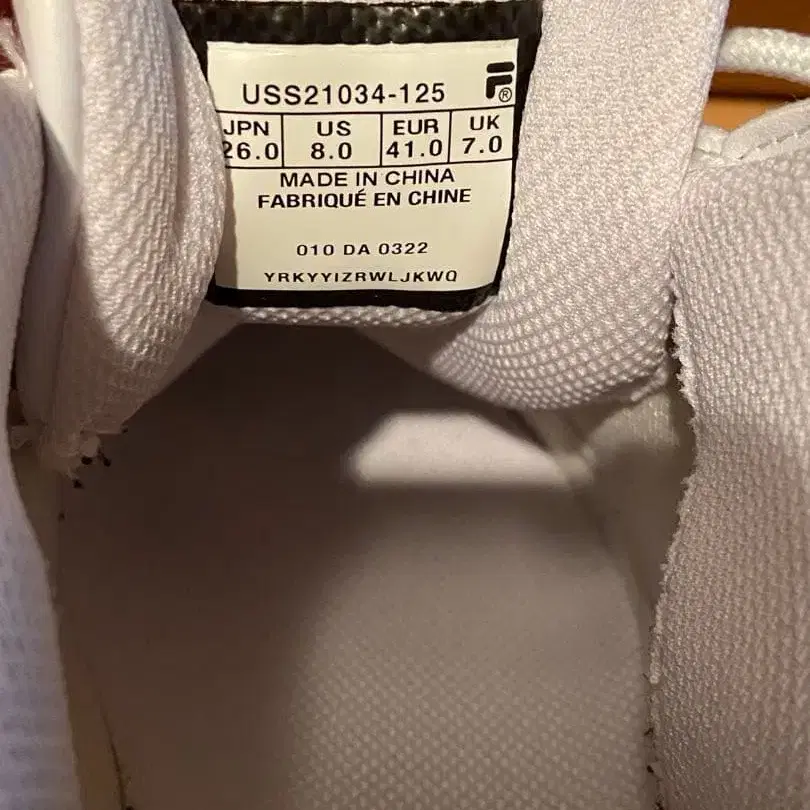 USS21034-125 F®
JPN US EUR UK
26.0 8.0 41.0 7.0
MADE IN CHINA
FABRIQUÉ EN CHINE
010 DA 0322
YRKYYIZRWLJKWQ